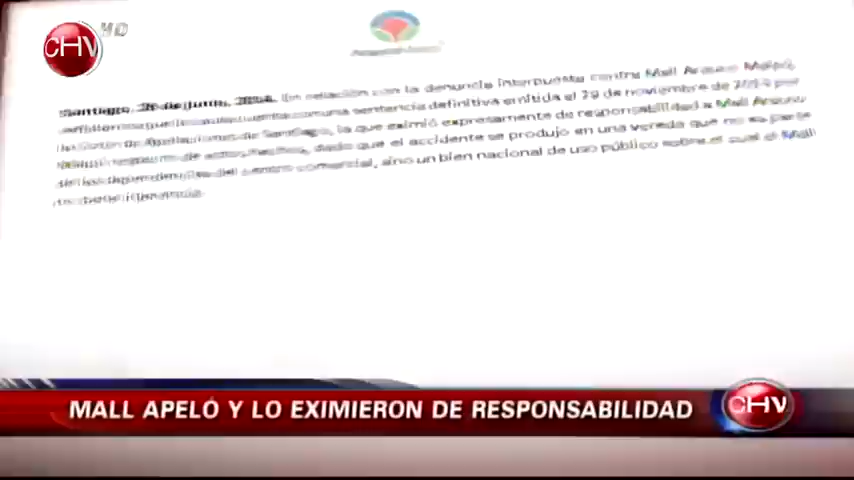 CHV
HD
Santiago, 26 de junio, 2014. En relación con la denuncia interpuesta contra Mall Arauco Maipú,
sentencia definitiva emitida el 29 de noviembre de 2013 por
de Santiago, la que eximió expresamente de responsabilidad a Mall Arauco
dado que el accidente se produjo en una vereda que no es parte
del centro comercial, sino un bien nacional de uso público sobre el cual el Mall
MALL APELÓ Y LO EXIMIERON DE RESPONSABILIDAD
CHV